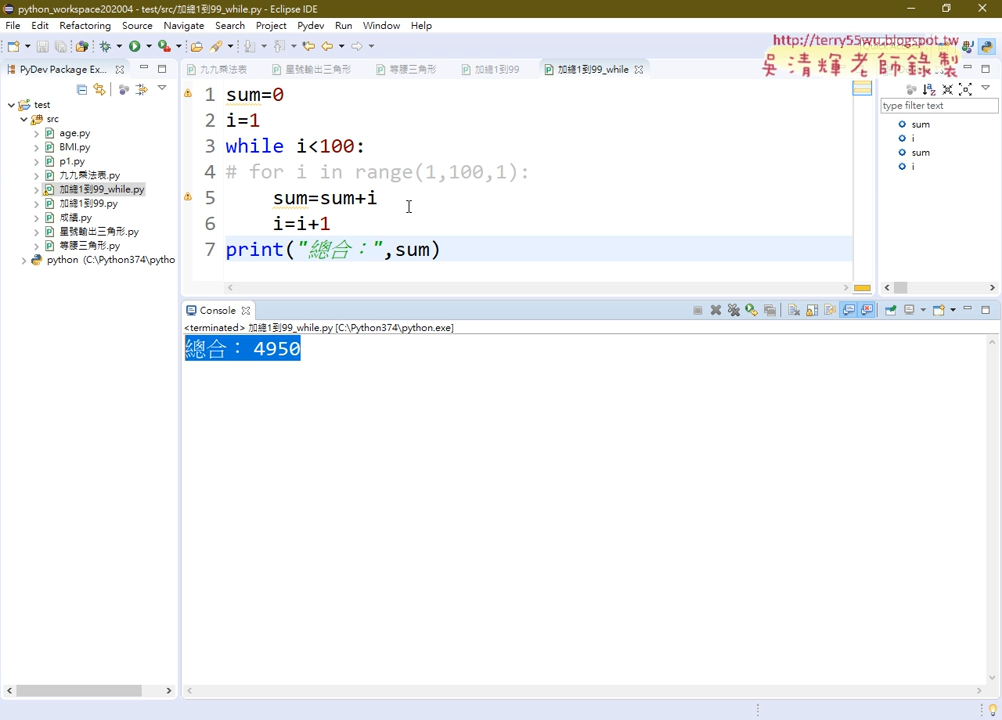 python_workspace202004 - test/src/加總1到99_while.py - Eclipse IDE
File Edit Refactoring Source Navigate Search Project Pydev Run Window Help
http://terry55wu.blogspot.tw
吳清輝老師錄製
PyDev Package Ex...
九九乘法表
星號輸出三角形
等腰三角形
加總1到99
加總1到99_while
test
src
age.py
BMI.py
p1.py
九九乘法表.py
加總1到99_while.py
加總1到99.py
成績.py
星號輸出三角形.py
等腰三角形.py
python (C:\Python374\pytho
1 sum=0
2 i=1
3 while i<100:
4 # for i in range(1,100,1):
5 sum=sum+i
6 i=i+1
7 print("總合：",sum)
type filter text
sum
i
sum
i
Console
<terminated> 加總1到99_while.py [C:\Python374\python.exe]
總合： 4950